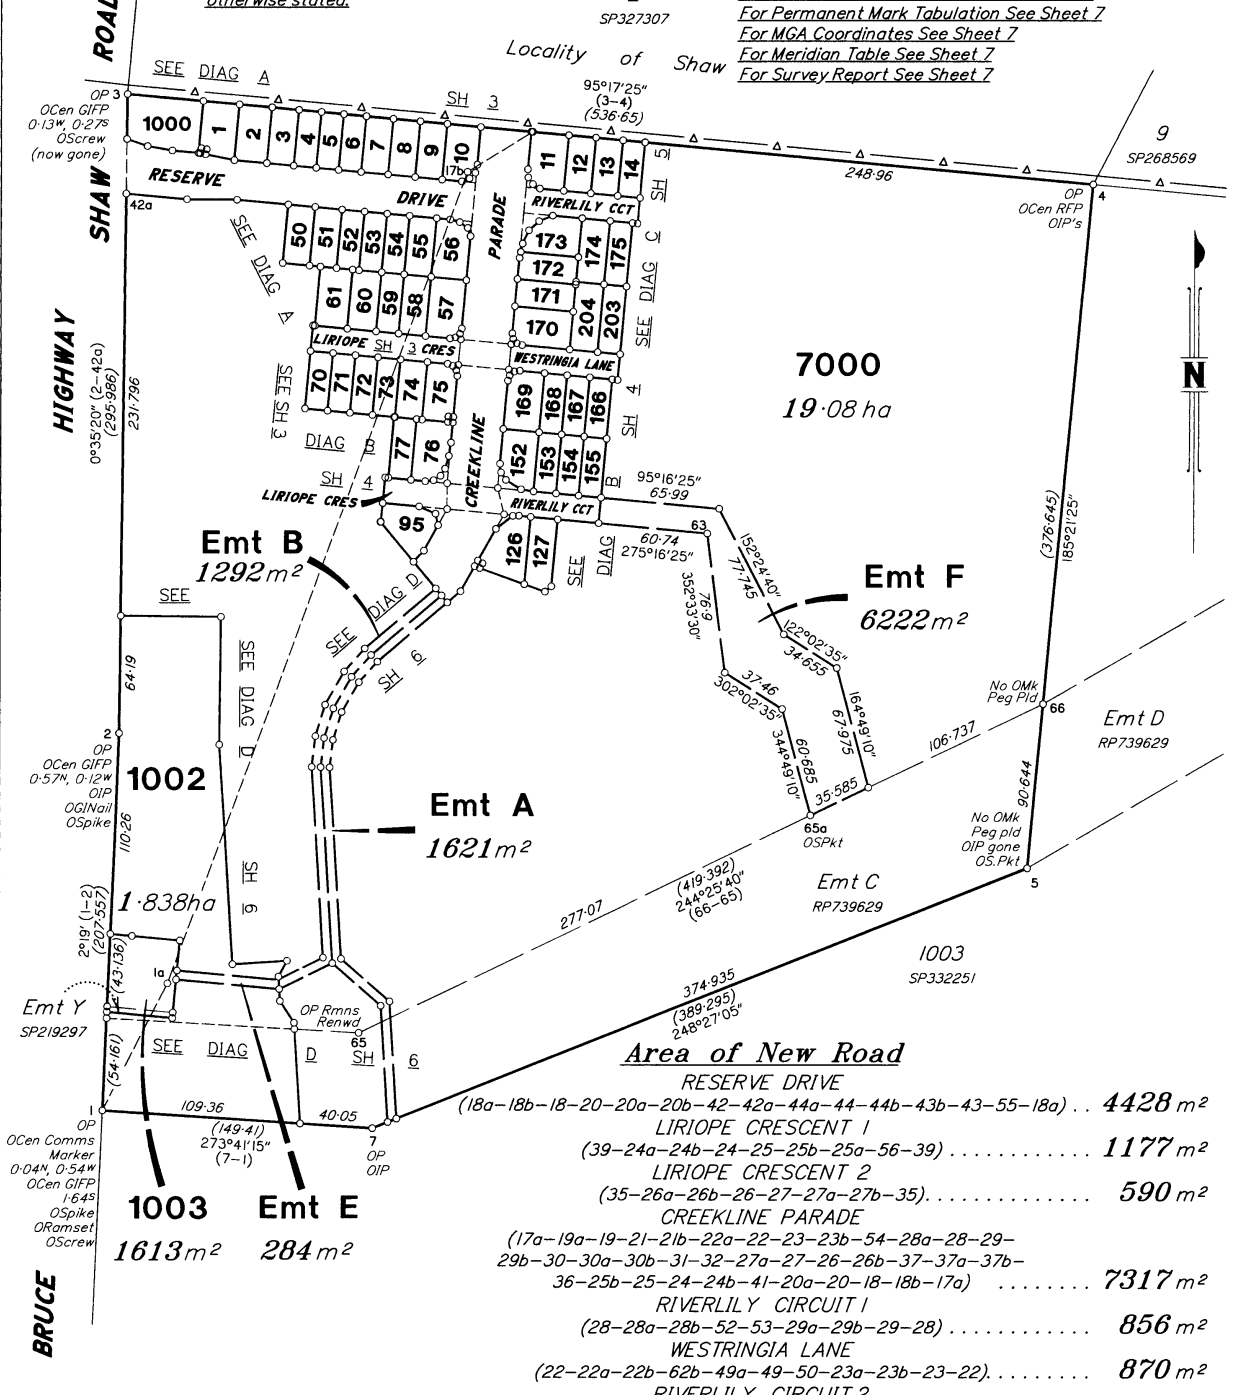 otherwise stated.
SP327307
For Permanent Mark Tabulation See Sheet 7
For MGA Coordinates See Sheet 7
For Meridian Table See Sheet 7
For Survey Report See Sheet 7
Locality of Shaw
ROAD
SHAW
HIGHWAY
BRUCE
SEE DIAG A
SH 3
95°17'25"
(3-4)
(536.65)
248.96
9
SP268569
OP 3
OCen GIFP
0.13W, 0.27S
OScrew
(now gone)
1000
1
2
3
4
5
6
7
8
9
10
17b
11
12
13
14
SH 5
OP 4
OCen RFP
OIP's
RESERVE DRIVE
42a
PARADE
RIVERLILY CCT
SEE DIAG A
50
51
52
53
54
55
56
173
174
175
172
171
170
204
203
SEE DIAG C
61
60
59
58
57
LIRIOPE SH 3 CRES
WESTRINGIA LANE
7000
19.08 ha
N
0°35'20" (2-42a)
(295.986)
231.796
SEE SH 3
70
71
72
73
74
75
169
168
167
166
SH 4
DIAG B
77
76
152
153
154
155
B
SH 4
CREEKLINE
LIRIOPE CRES
RIVERLILY CCT
95°16'25"
65.99
95
126
127
SEE DIAG
60.74
275°16'25"
63
152°24'40"
77.745
(376.645)
185°21'25"
Emt B
1292m²
Emt F
6222m²
SEE DIAG D
SH 6
76.9
352°33'30"
122°02'35"
34.655
37.46
302°02'35"
164°49'10"
67.975
60.685
344°49'10"
35.585
106.737
No OMk
Peg Pld
66
Emt D
RP739629
SEE
DIAG D
SEE
64.19
2
OP
OCen GIFP
0.57N, 0.12W
OIP
OGINail
OSpike
1002
110.26
1.838ha
SH 6
Emt A
1621m²
65a
OSPkt
90.644
No OMk
Peg pld
OIP gone
OS.Pkt
5
Emt C
RP739629
277.07
(419.392)
244°25'40"
(66-65)
1003
SP332251
374.935
(389.295)
248°27'05"
2°19' (1-2)
(207.557)
(43.136)
1a
Emt Y
SP219297
(54.161)
OP Rmns
Renwd
65
SEE DIAG D SH 6
109.36
40.05
(149.41)
273°41'15"
(7-1)
7
OP
OIP
1
OP
OCen Comms
Marker
0.04N, 0.54W
OCen GIFP
1.64S
OSpike
ORamset
OScrew
1003
1613m²
Emt E
284m²
Area of New Road
RESERVE DRIVE
(18a-18b-18-20-20a-20b-42-42a-44a-44-44b-43b-43-55-18a) .. 4428 m²
LIRIOPE CRESCENT 1
(39-24a-24b-24-25-25b-25a-56-39) ............ 1177 m²
LIRIOPE CRESCENT 2
(35-26a-26b-26-27-27a-27b-35).............. 590 m²
CREEKLINE PARADE
(17a-19a-19-21-21b-22a-22-23-23b-54-28a-28-29-
29b-30-30a-30b-31-32-27a-27-26-26b-37-37a-37b-
36-25b-25-24-24b-41-20a-20-18-18b-17a) ........ 7317 m²
RIVERLILY CIRCUIT 1
(28-28a-28b-52-53-29a-29b-29-28) ............ 856 m²
WESTRINGIA LANE
(22-22a-22b-62b-49a-49-50-23a-23b-23-22)......... 870 m²
RIVERLILY CIRCUIT 2